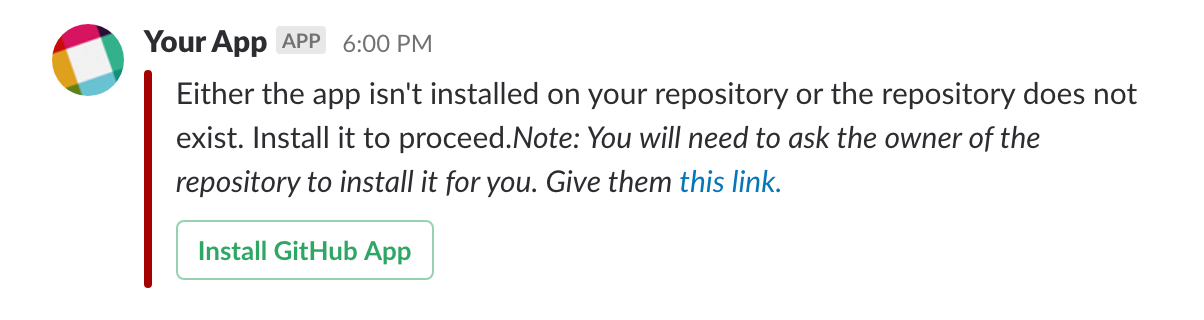 Your App APP 6:00 PM
Either the app isn't installed on your repository or the repository does not
exist. Install it to proceed.Note: You will need to ask the owner of the
repository to install it for you. Give them this link.
Install GitHub App